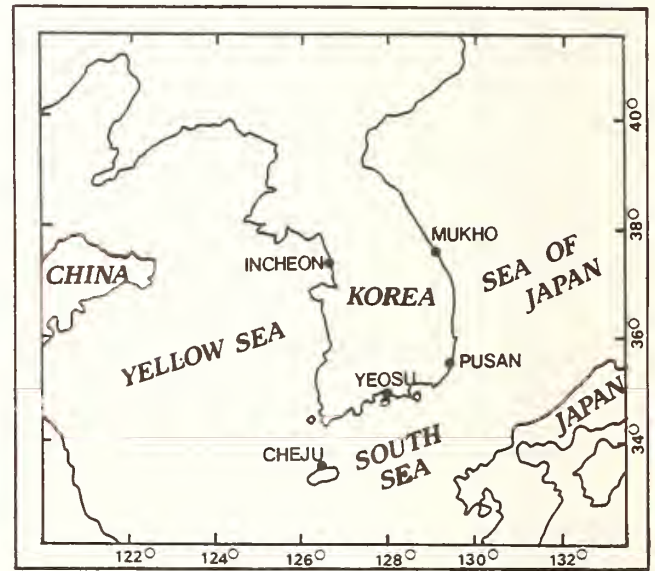 40°
MUKHO
38°
CHINA
INCHEON
SEA OF
JAPAN
KOREA
YELLOW SEA
36°
PUSAN
YEOSU
JAPAN
34°
CHEJU
SOUTH
SEA
122°
124°
126°
128°
130°
132°